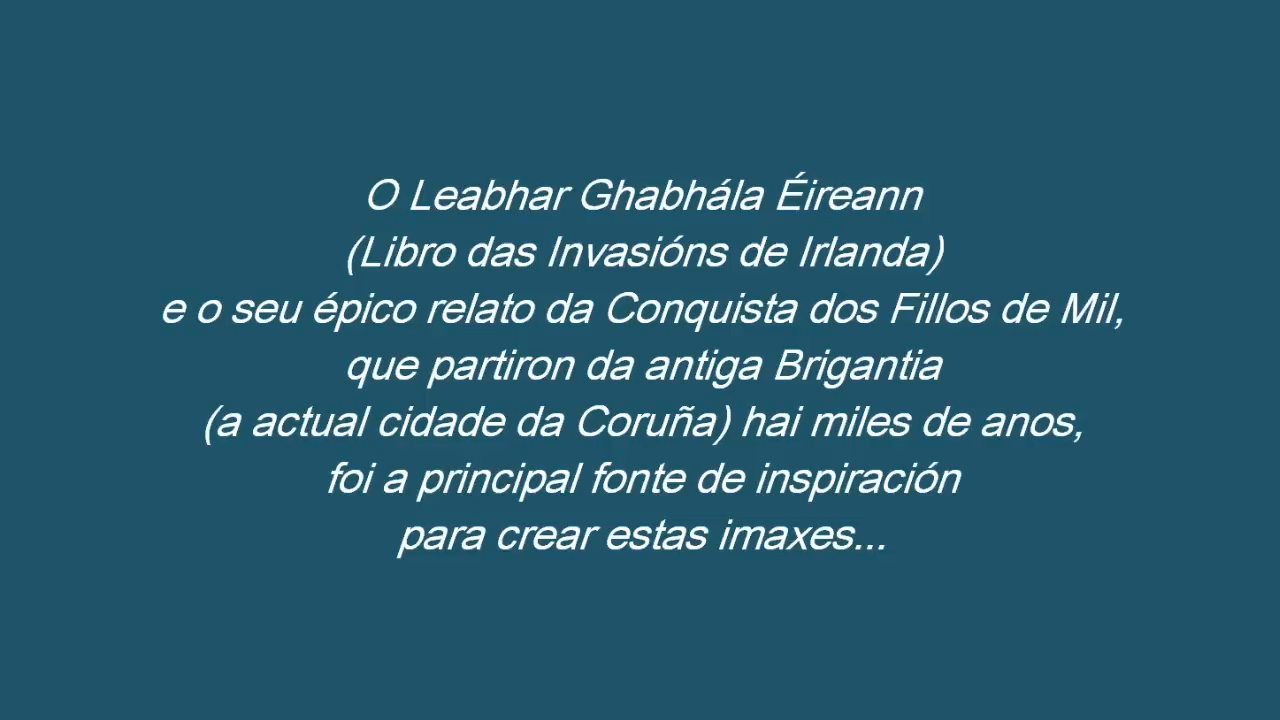 O Leabhar Ghabhála Éireann
(Libro das Invasións de Irlanda)
e o seu épico relato da Conquista dos Fillos de Mil,
que partiron da antiga Brigantia
(a actual cidade da Coruña) hai miles de anos,
foi a principal fonte de inspiración
para crear estas imaxes...